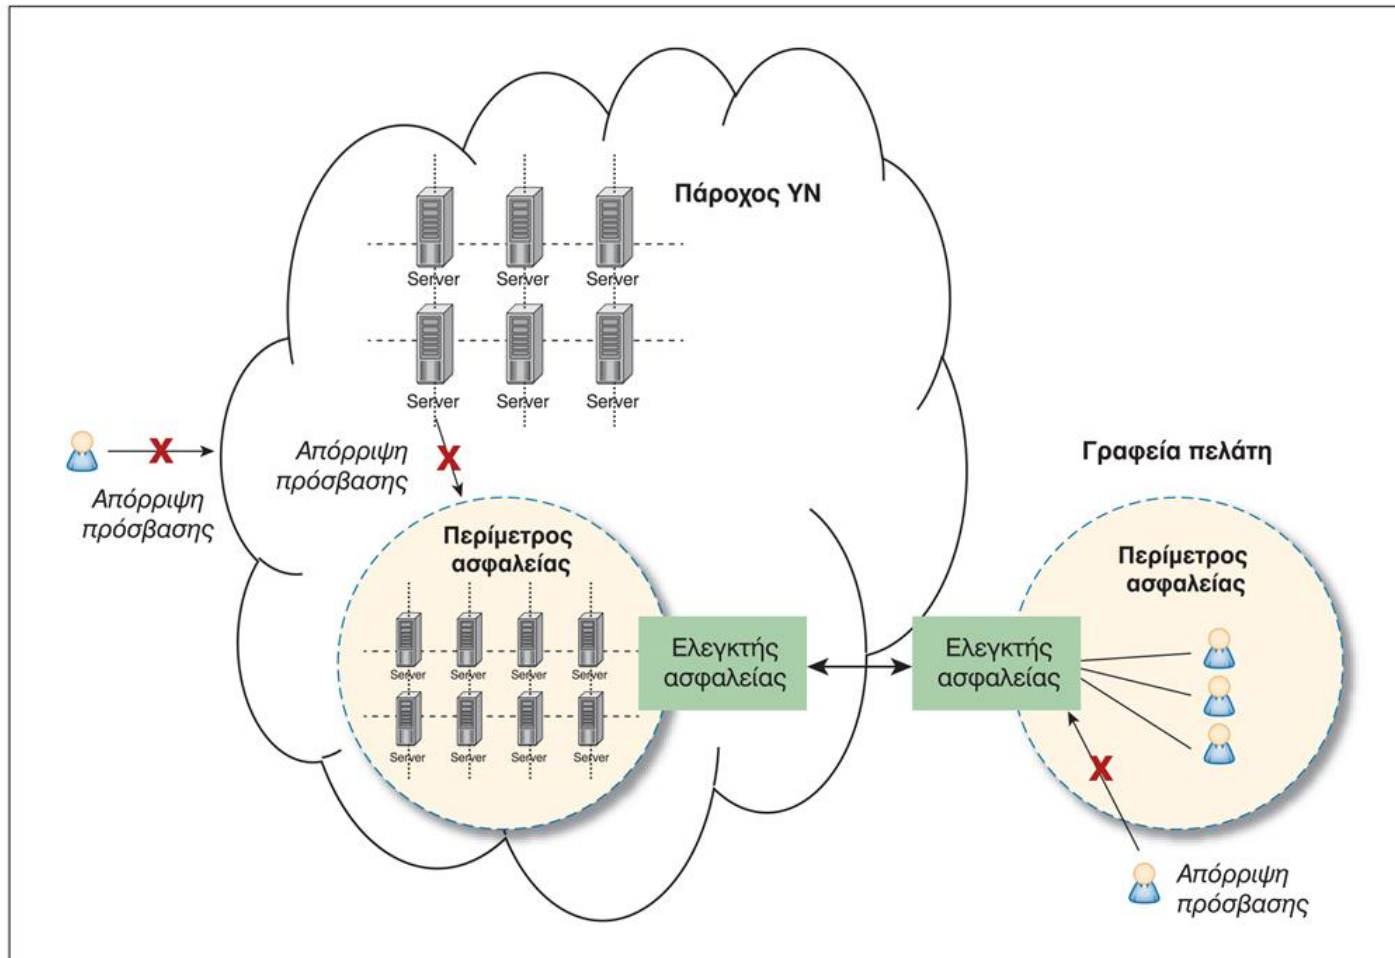 Πάροχος ΥΝ
Server Server Server
Server Server Server
Απόρριψη
πρόσβασης
Απόρριψη
πρόσβασης
Γραφεία πελάτη
Περίμετρος
ασφαλείας
Server Server Server Server
Server Server Server Server
Ελεγκτής
ασφαλείας
Ελεγκτής
ασφαλείας
Περίμετρος
ασφαλείας
Απόρριψη
πρόσβασης